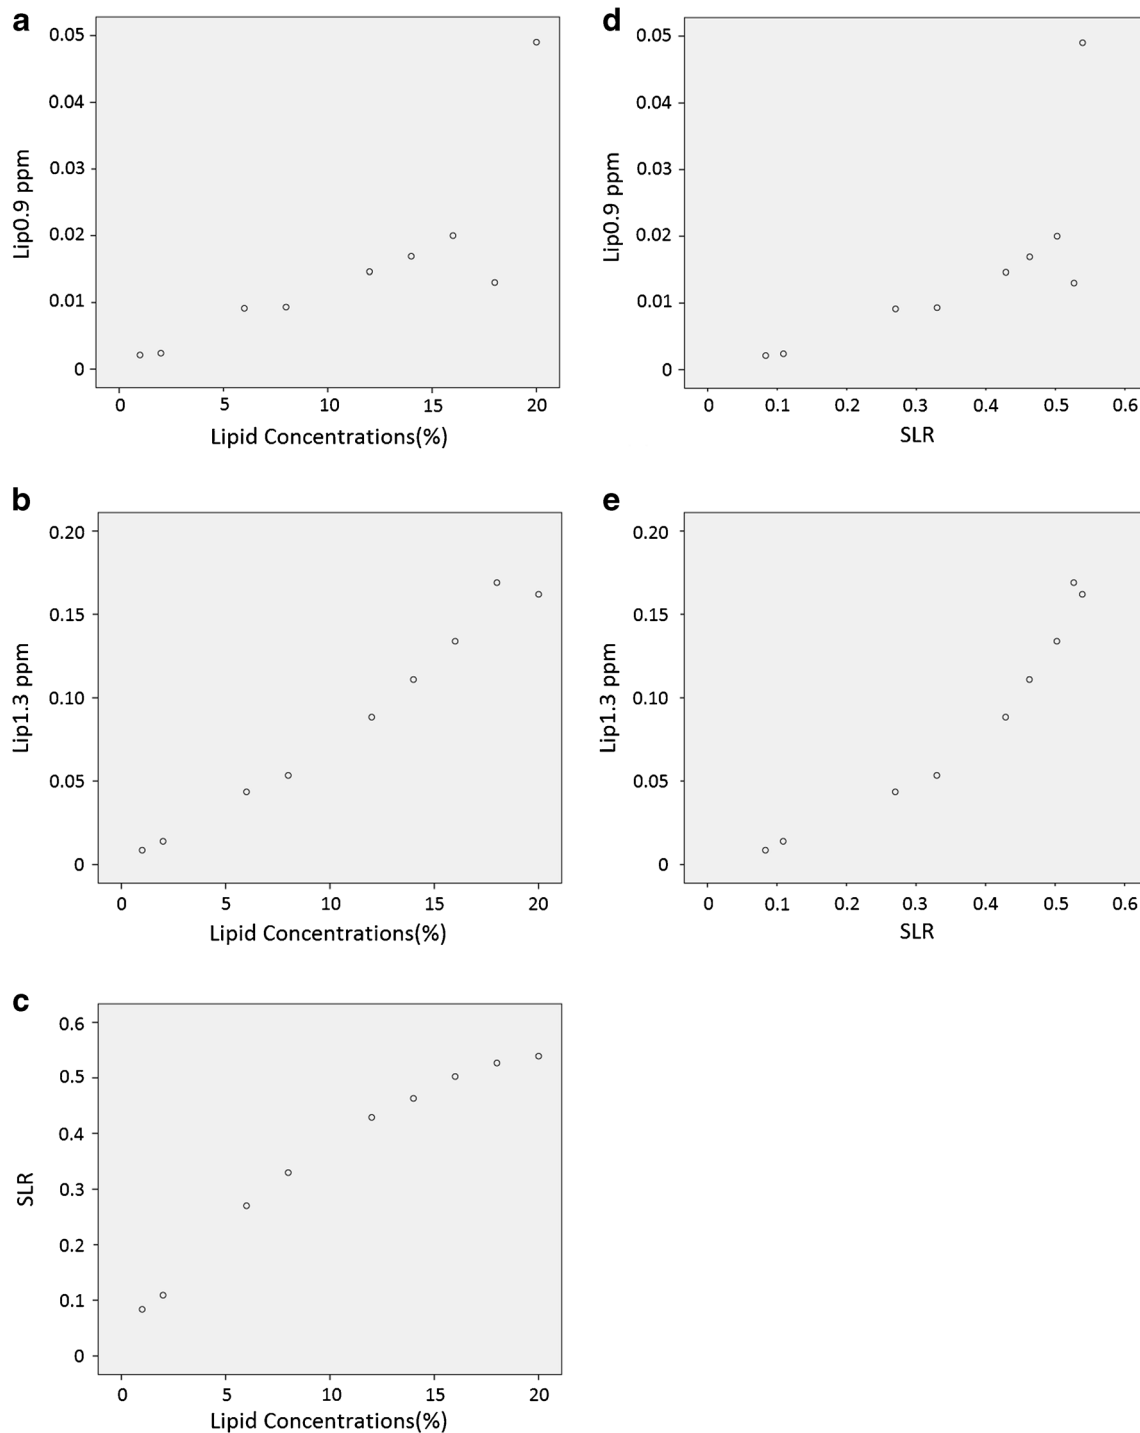 a
0.05
0.04
0.03
0.02
0.01
0
Lip0.9 ppm
0 5 10 15 20
Lipid Concentrations(%)
d
0.05
0.04
0.03
0.02
0.01
0
Lip0.9 ppm
0 0.1 0.2 0.3 0.4 0.5 0.6
SLR
b
0.20
0.15
0.10
0.05
0
Lip1.3 ppm
0 5 10 15 20
Lipid Concentrations(%)
e
0.20
0.15
0.10
0.05
0
Lip1.3 ppm
0 0.1 0.2 0.3 0.4 0.5 0.6
SLR
c
0.6
0.5
0.4
0.3
0.2
0.1
0
SLR
0 5 10 15 20
Lipid Concentrations(%)